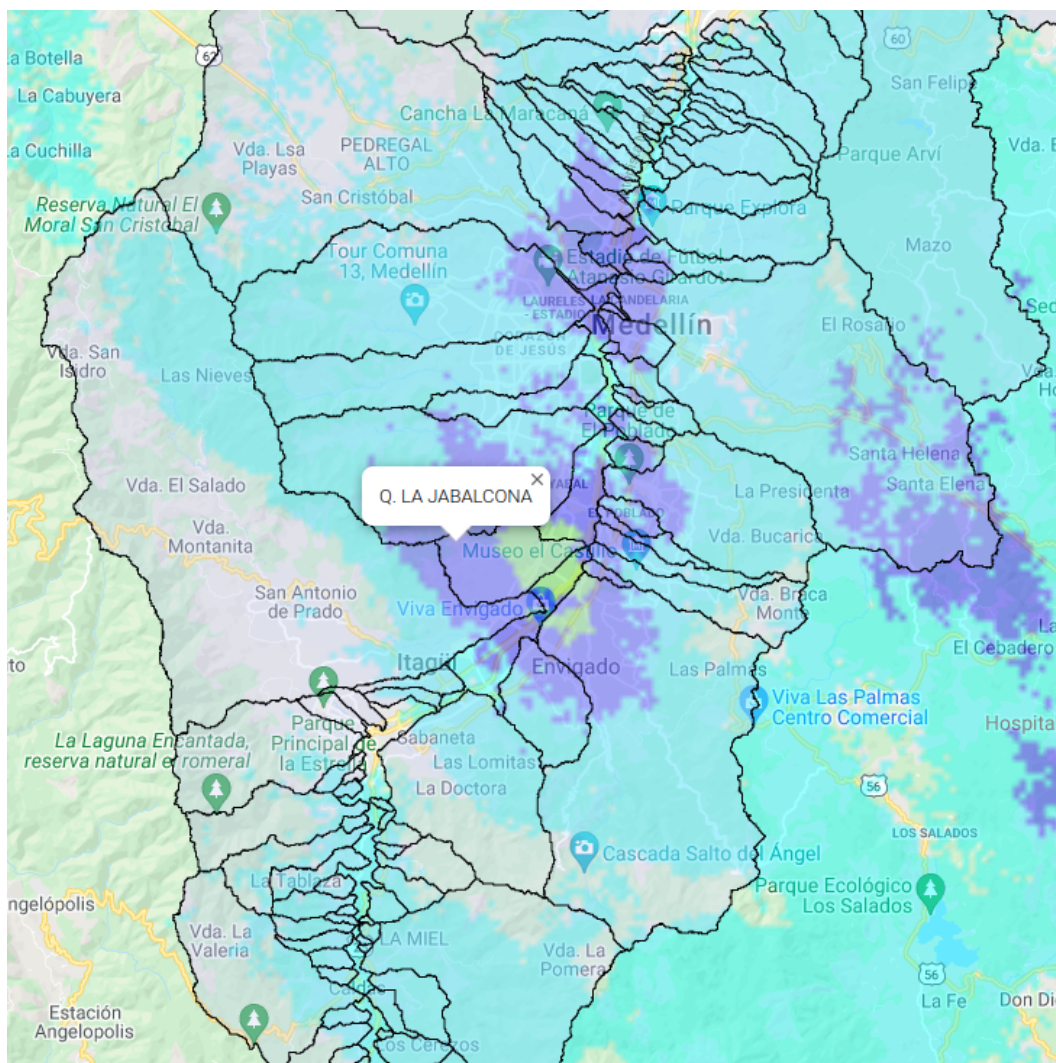 La Botella
62
60
La Cabuyera
San Felip
Cancha La Maracaná
La Cuchilla
Vda. Lsa
Playas
PEDREGAL
ALTO
Parque Arví
Vda. E
Reserva Natural El
Moral San Cristóbal
San Cristóbal
Parque Explora
Tour Comuna
13, Medellín
Estadio de Fútbol
Atanasio Girardot
Mazo
LAURELES
- ESTADIO
LA CANDELARIA
Medellín
El Rosario
CORAZÓN
DE JESÚS
Vda. San
Isidro
Las Nieves
Parque de
El Poblado
Santa Helena
Santa Elena
Vda. El Salado
Q. LA JABALCONA
×
La Presidenta
EL POBLADO
Vda.
Montanita
Museo el Castillo
Vda. Bucarica
San Antonio
de Prado
Viva Envigado
Vda. Braca
Monte
El Cebadero
Itagüí
Envigado
Las Palmas
Viva Las Palmas
Centro Comercial
Hospita
Parque
Principal de
la Estrella
La Laguna Encantada,
reserva natural el romeral
Sabaneta
Las Lomitas
La Doctora
56
LOS SALADOS
Cascada Salto del Ángel
La Tablaza
Parque Ecológico
Los Salados
ngelópolis
Vda. La
Valeria
LA MIEL
Vda. La
Pomera
56
Caldas
La Fe
Don Di
Estación
Angelopolis
Los Cerezos